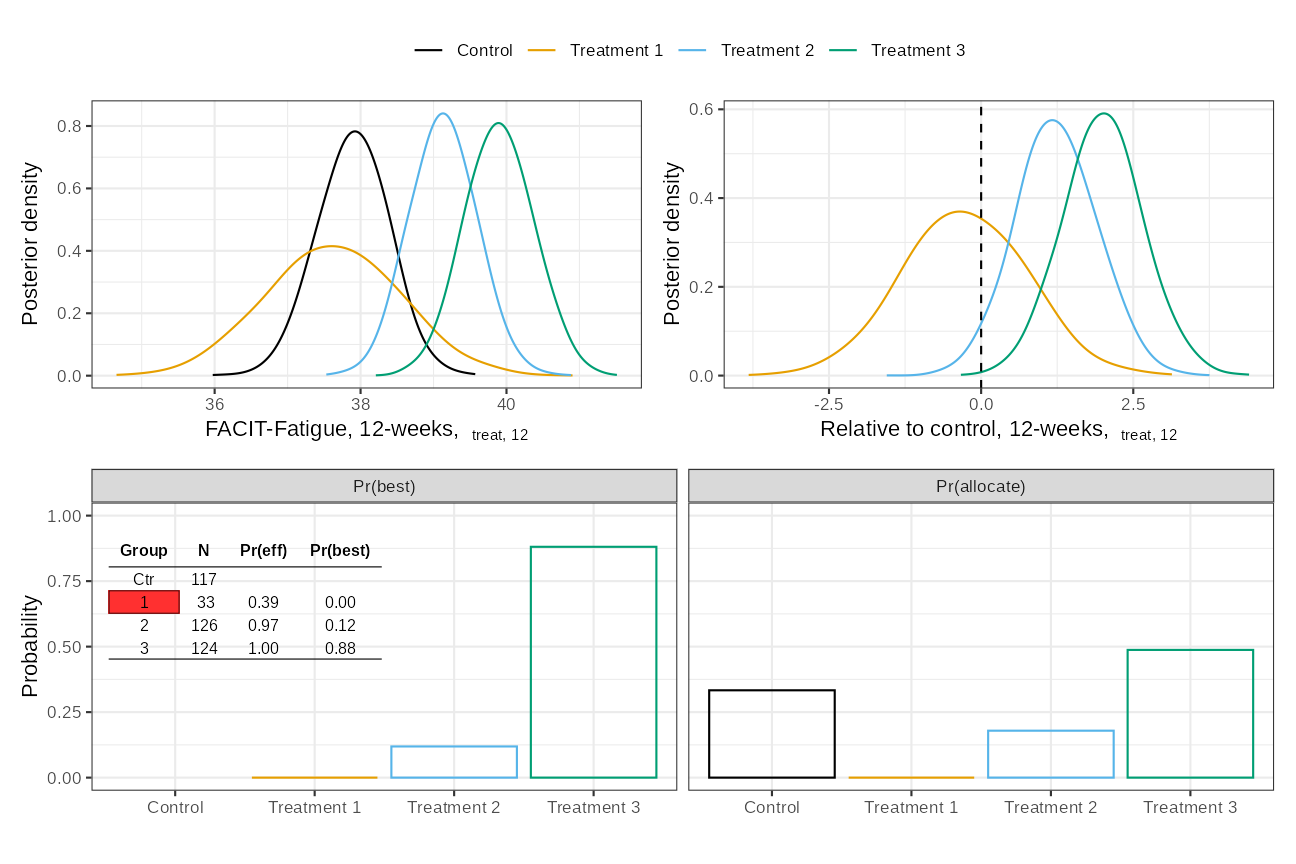 Control Treatment 1 Treatment 2 Treatment 3
Posterior density
0.8
0.6
0.4
0.2
0.0
36 38 40
FACIT-Fatigue, 12-weeks, treat, 12
Posterior density
0.6
0.4
0.2
0.0
-2.5 0.0 2.5
Relative to control, 12-weeks, treat, 12
Pr(best)
Probability
1.00
0.75
0.50
0.25
0.00
Group N Pr(eff) Pr(best)
Ctr 117
1 33 0.39 0.00
2 126 0.97 0.12
3 124 1.00 0.88
Control Treatment 1 Treatment 2 Treatment 3
Pr(allocate)
Control Treatment 1 Treatment 2 Treatment 3